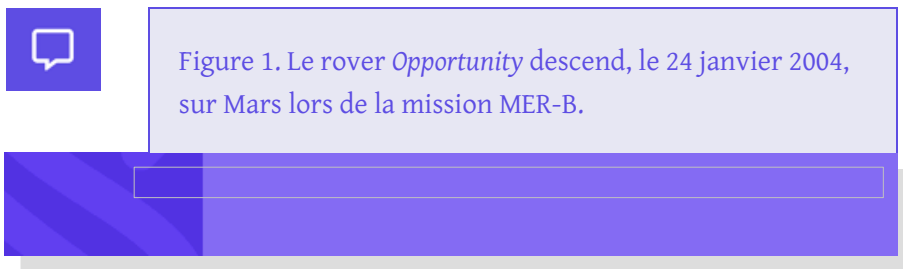 Figure 1. Le rover Opportunity descend, le 24 janvier 2004,
sur Mars lors de la mission MER-B.